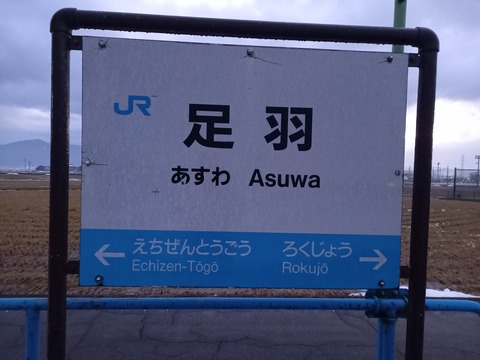 JR
足羽
あすわ Asuwa
← えちぜんとうごう ろくじょう →
Echizen-Tōgō Rokujō